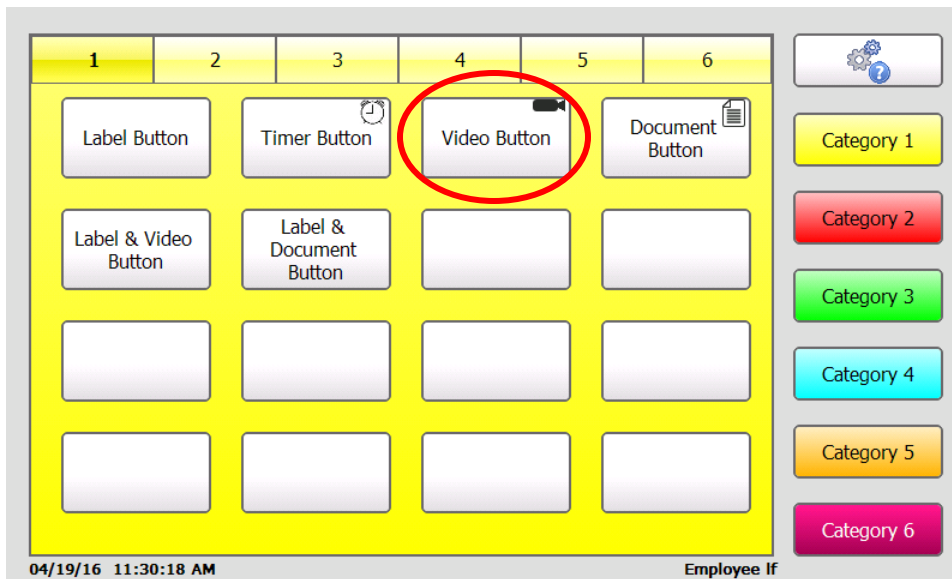 1 2 3 4 5 6
Label Button
Timer Button
Video Button
Document
Button
Label & Video
Button
Label &
Document
Button
?
Category 1
Category 2
Category 3
Category 4
Category 5
Category 6
04/19/16 11:30:18 AM
Employee If